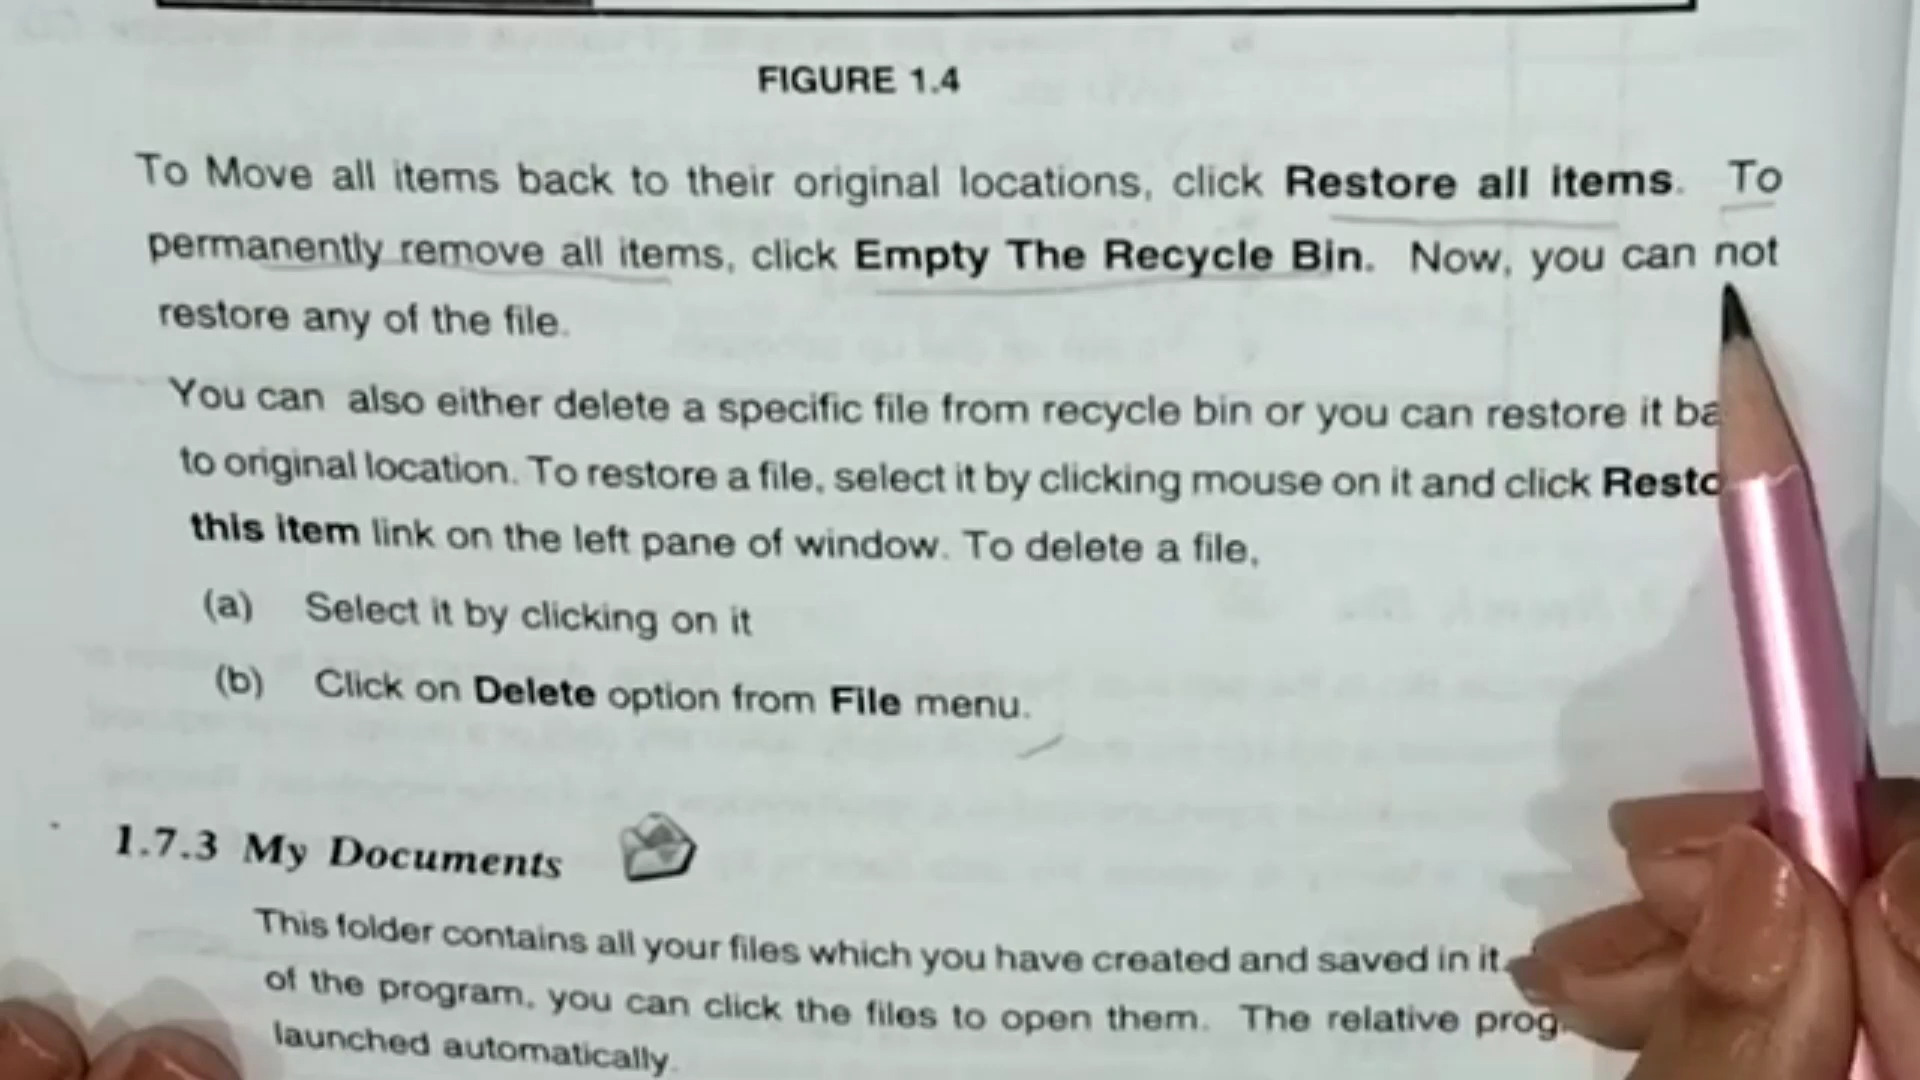 FIGURE 1.4
To Move all items back to their original locations, click Restore all items. To
permanently remove all items, click Empty The Recycle Bin. Now, you can not
restore any of the file.
You can also either delete a specific file from recycle bin or you can restore it ba
to original location. To restore a file, select it by clicking mouse on it and click Resto
this item link on the left pane of window. To delete a file,
(a) Select it by clicking on it
(b) Click on Delete option from File menu.
1.7.3 My Documents
This folder contains all your files which you have created and saved in it.
of the program, you can click the files to open them. The relative prog
launched automatically.